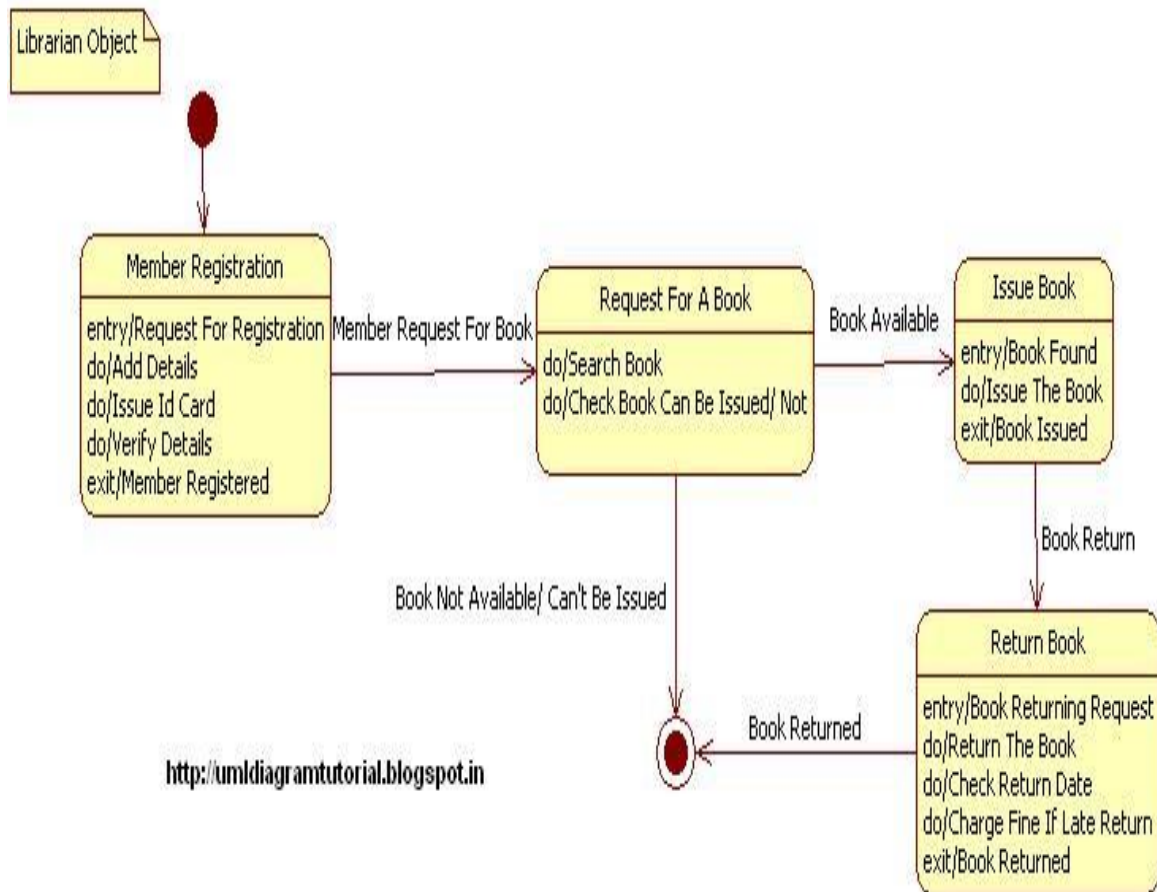 Librarian Object
Member Registration
entry/Request For Registration
do/Add Details
do/Issue Id Card
do/Verify Details
exit/Member Registered
Member Request For Book
Request For A Book
do/Search Book
do/Check Book Can Be Issued/ Not
Book Available
Issue Book
entry/Book Found
do/Issue The Book
exit/Book Issued
Book Return
Book Not Available/ Can't Be Issued
Return Book
entry/Book Returning Request
do/Return The Book
do/Check Return Date
do/Charge Fine If Late Return
exit/Book Returned
Book Returned
http://umldiagramtutorial.blogspot.in